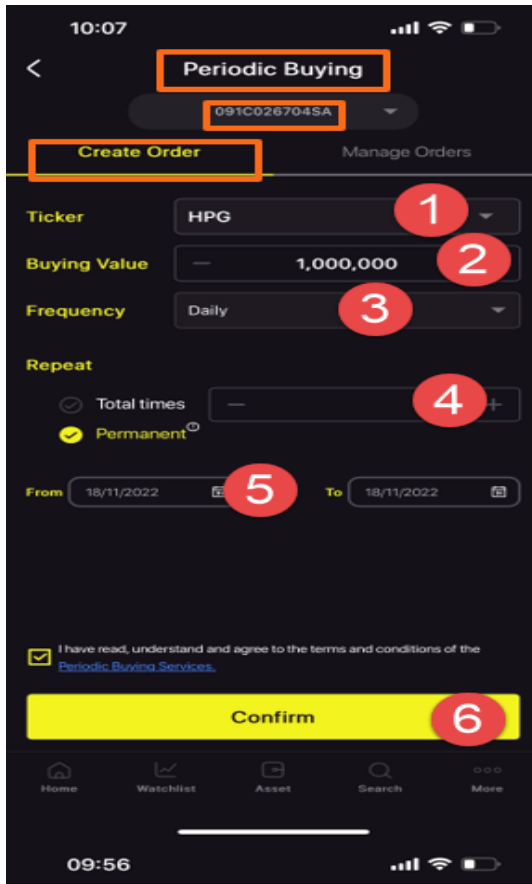 10:07
Periodic Buying
091C026704SA
Create Order Manage Orders
Ticker HPG 1
Buying Value 1,000,000 2
Frequency Daily 3
Repeat
Total times 4
Permanent
From 18/11/2022 5 To 18/11/2022
I have read, understand and agree to the terms and conditions of the
Periodic Buying Services.
Confirm 6
Home Watchlist Asset Search More
09:56